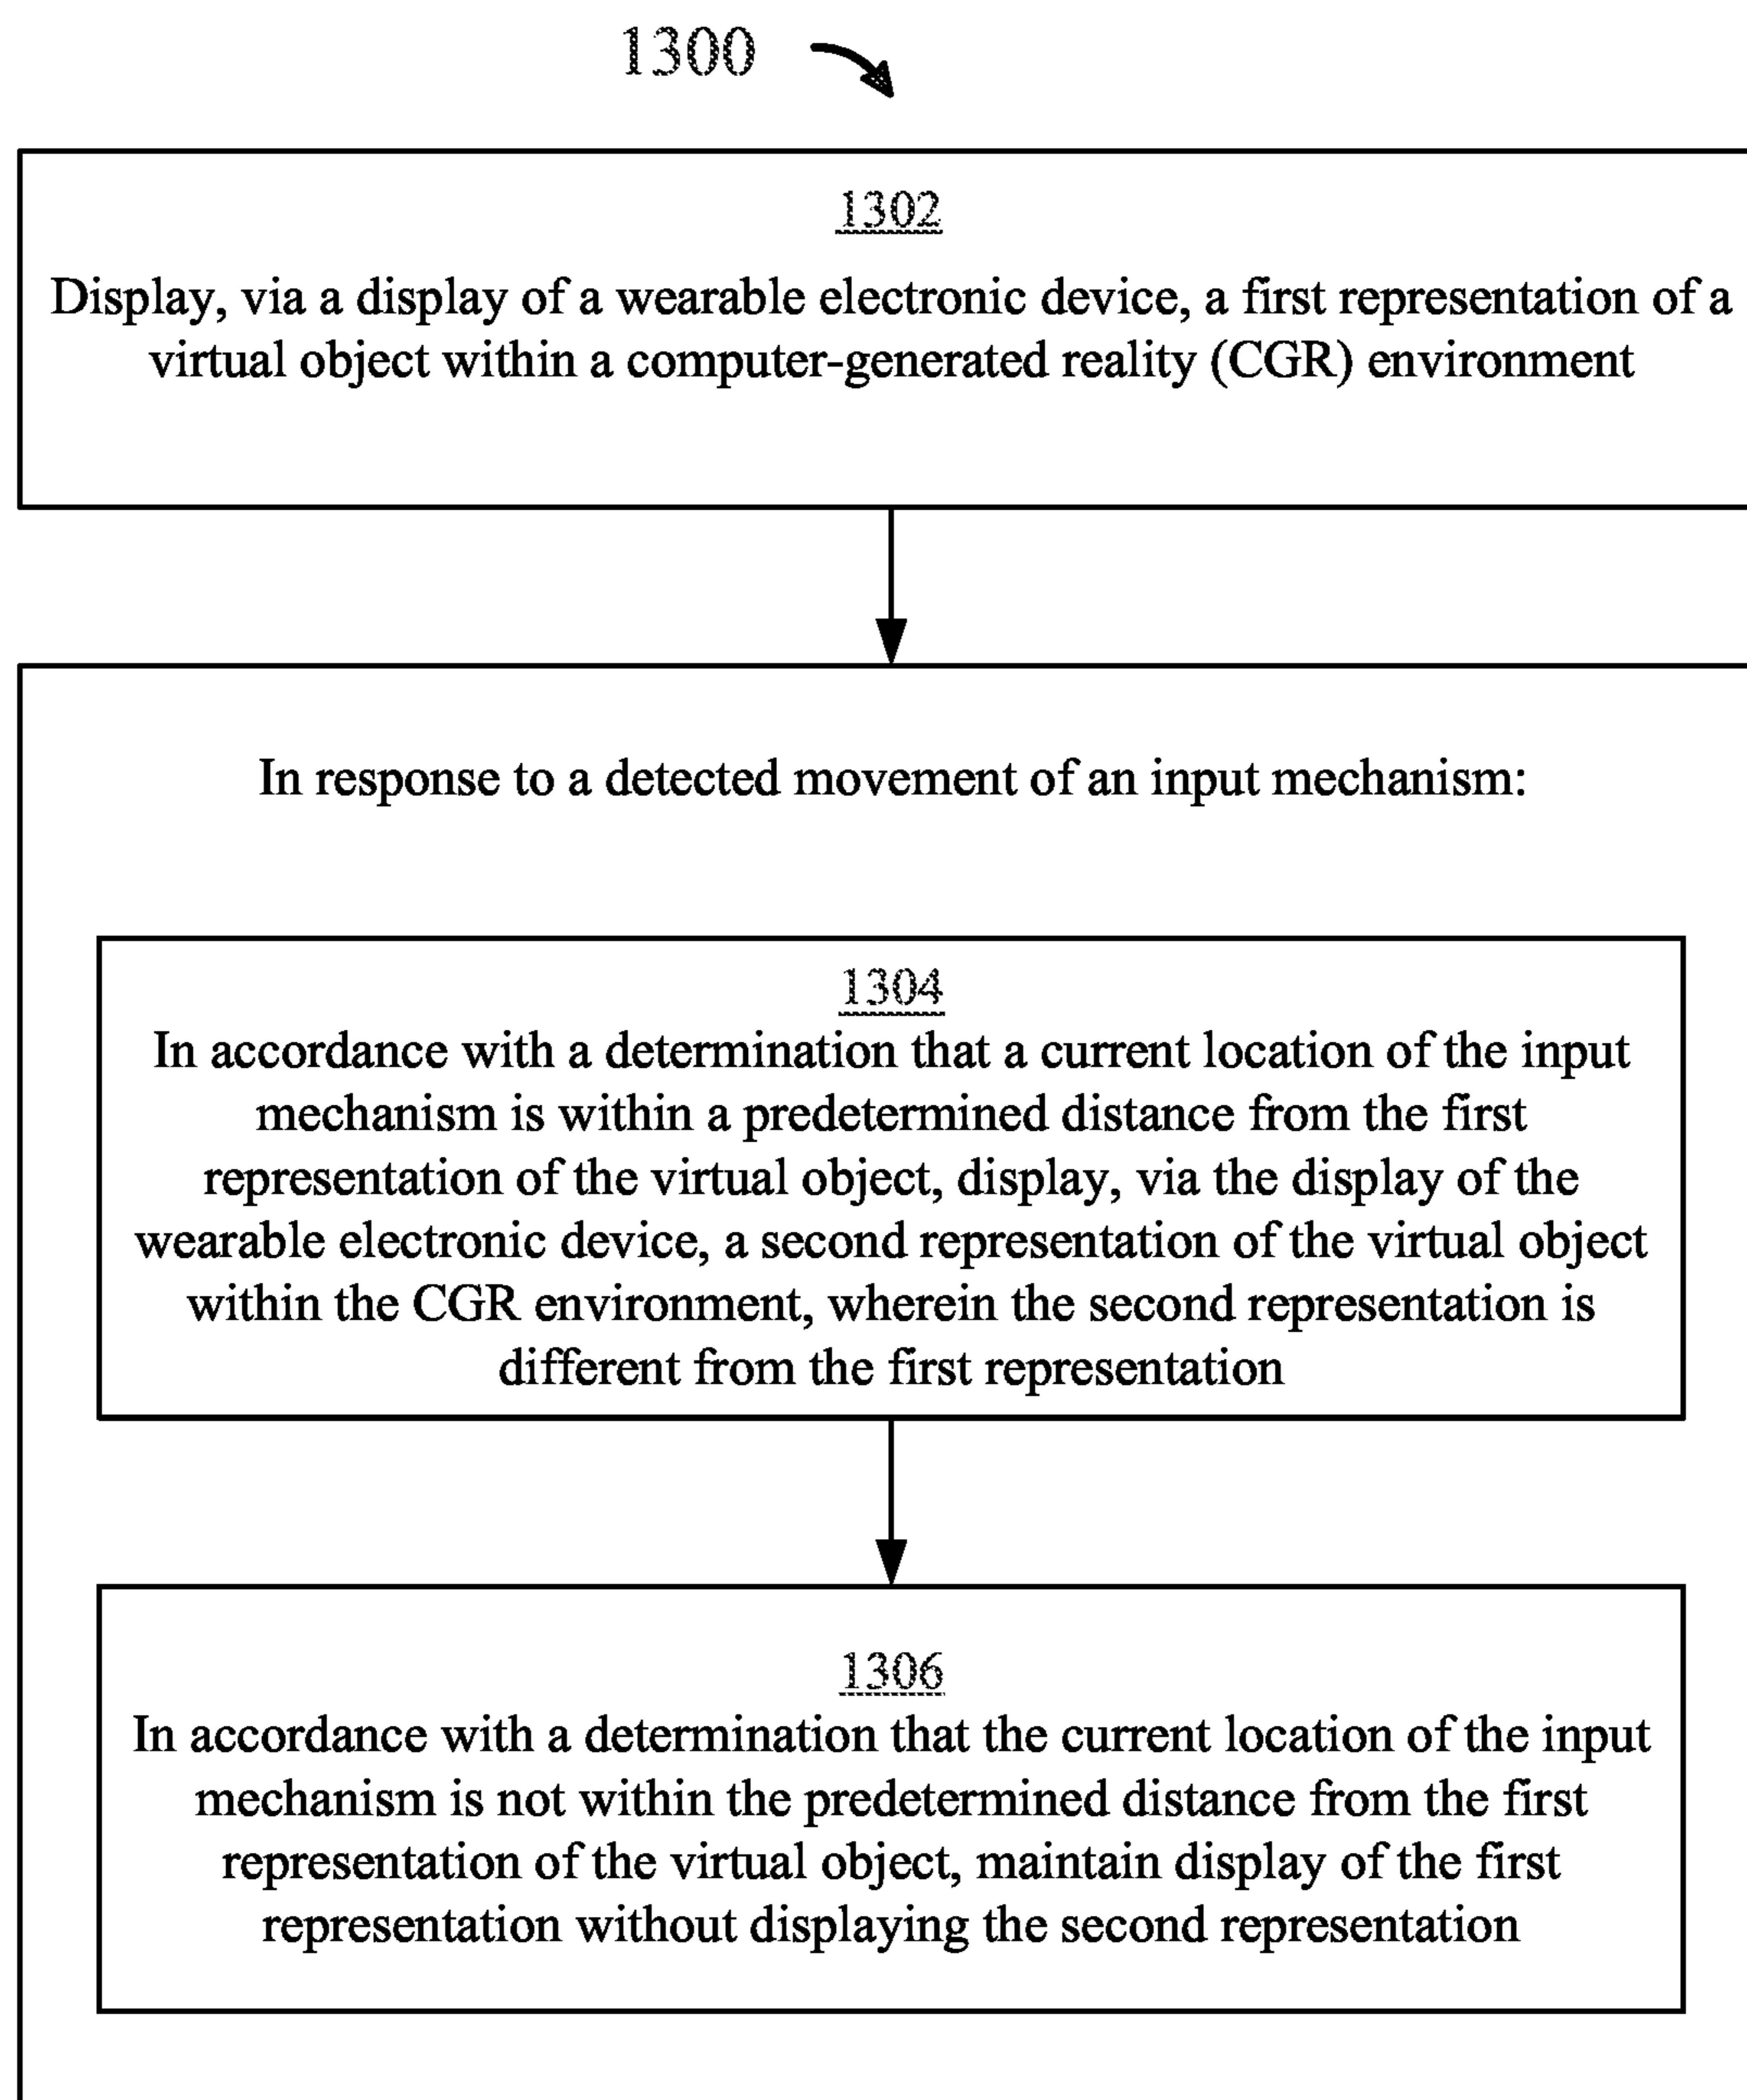 1300
1302
Display, via a display of a wearable electronic device, a first representation of a
virtual object within a computer-generated reality (CGR) environment
In response to a detected movement of an input mechanism:
1304
In accordance with a determination that a current location of the input
mechanism is within a predetermined distance from the first
representation of the virtual object, display, via the display of the
wearable electronic device, a second representation of the virtual object
within the CGR environment, wherein the second representation is
different from the first representation
1306
In accordance with a determination that the current location of the input
mechanism is not within the predetermined distance from the first
representation of the virtual object, maintain display of the first
representation without displaying the second representation